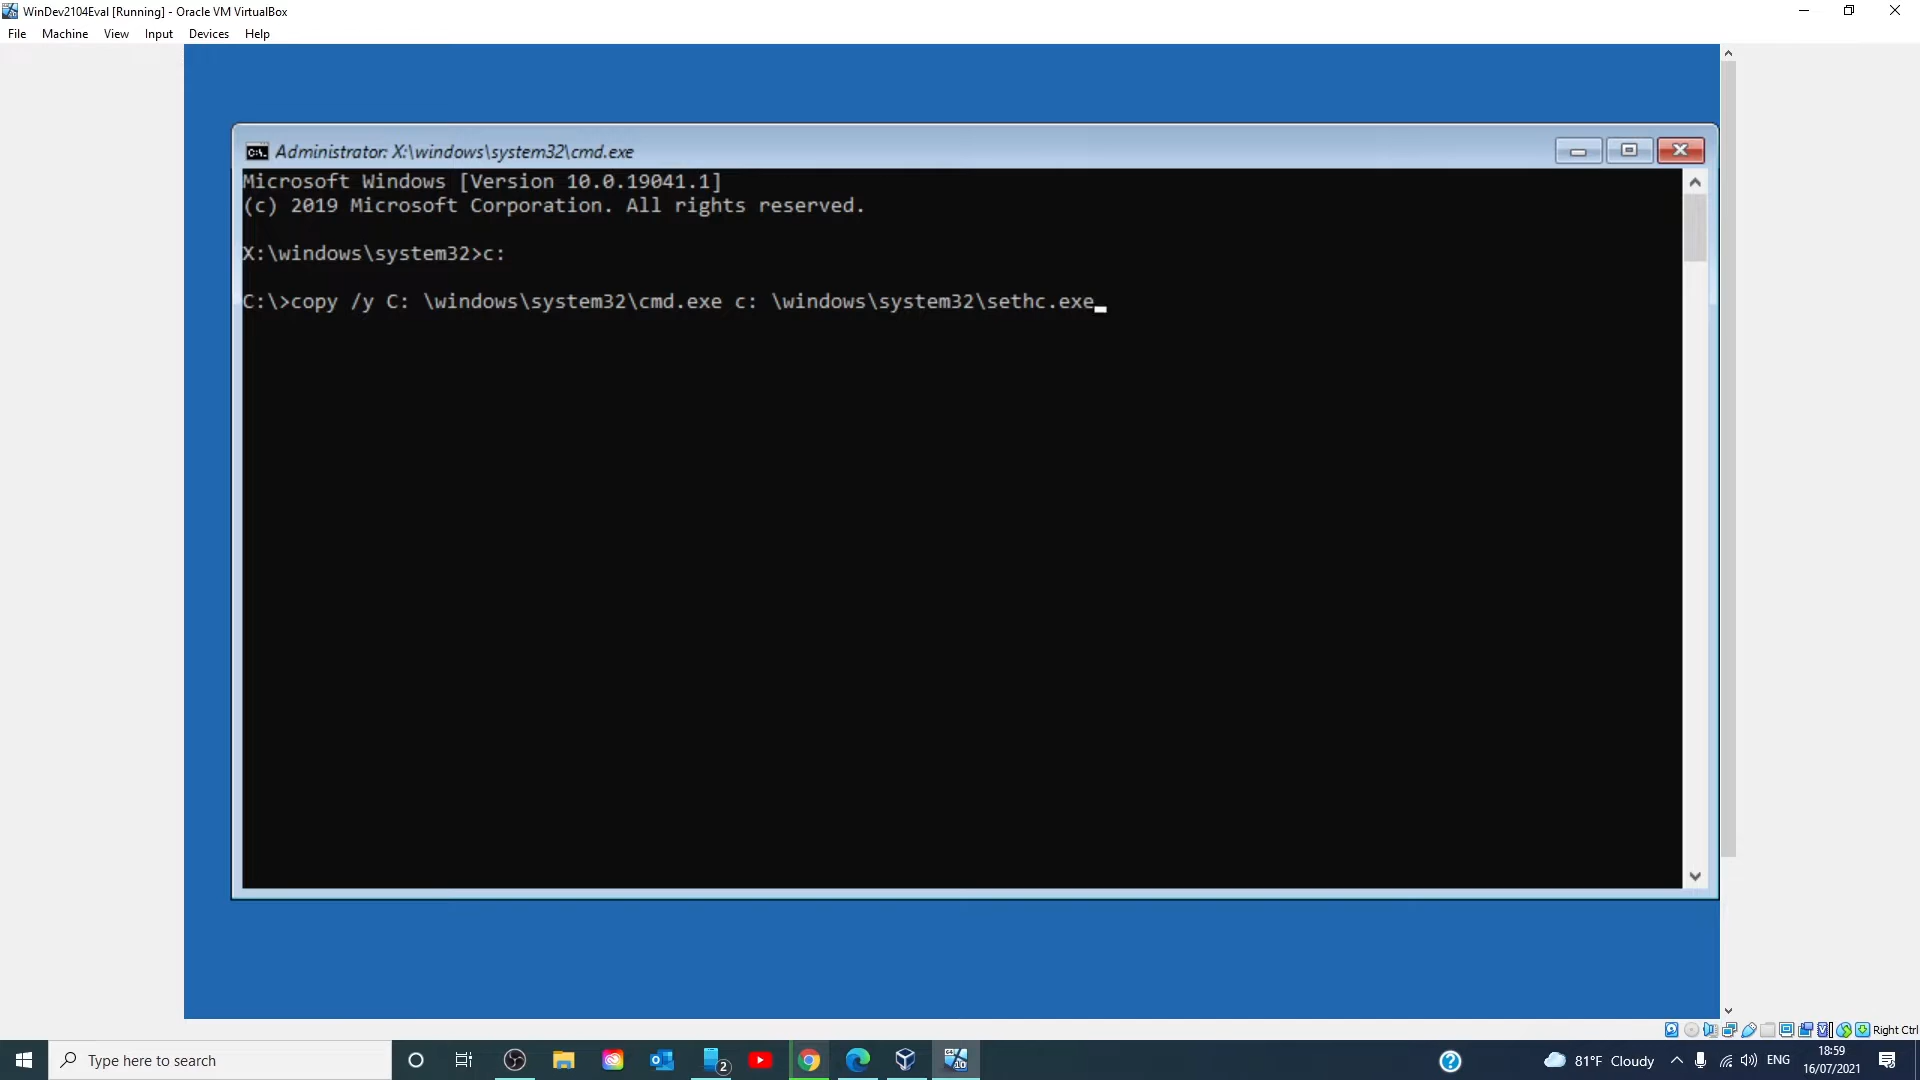 WinDev2104Eval [Running] - Oracle VM VirtualBox
File Machine View Input Devices Help
Administrator: X:\windows\system32\cmd.exe
Microsoft Windows [Version 10.0.19041.1]
(c) 2019 Microsoft Corporation. All rights reserved.
X:\windows\system32>c:
C:\>copy /y C: \windows\system32\cmd.exe c: \windows\system32\sethc.exe
Right Ctrl
Type here to search
2
81°F Cloudy
ENG
18:59
16/07/2021